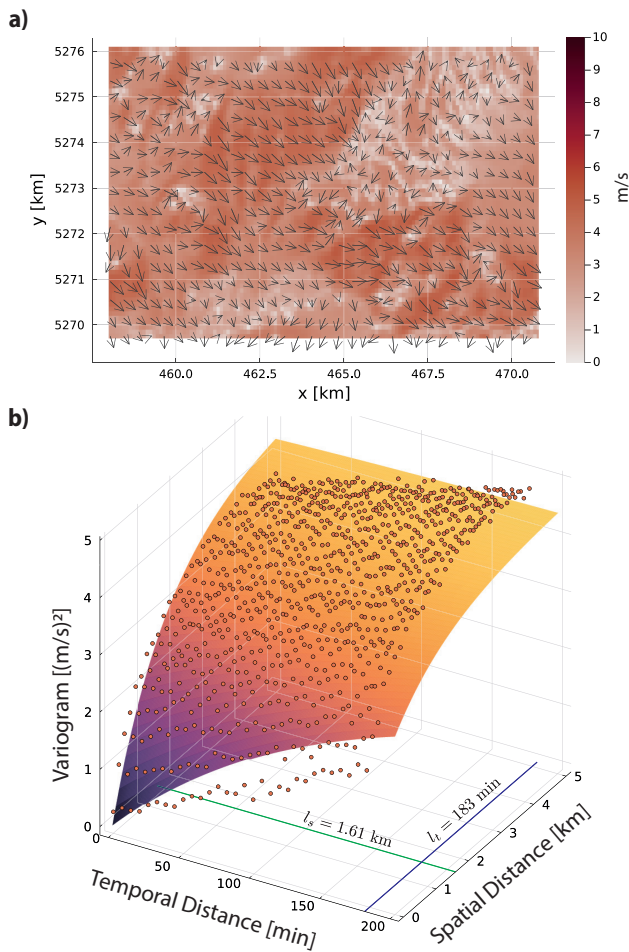 a)
5276
5275
5274
5273
5272
5271
5270
y [km]
460.0 462.5 465.0 467.5 470.0
x [km]
10
9
8
7
6
5
4
3
2
1
0
m/s
b)
5
4
3
2
1
0
Variogram [(m/s)²]
0 50 100 150 200
Temporal Distance [min]
0 1 2 3 4 5
Spatial Distance [km]
l_s = 1.61 km
l_t = 183 min